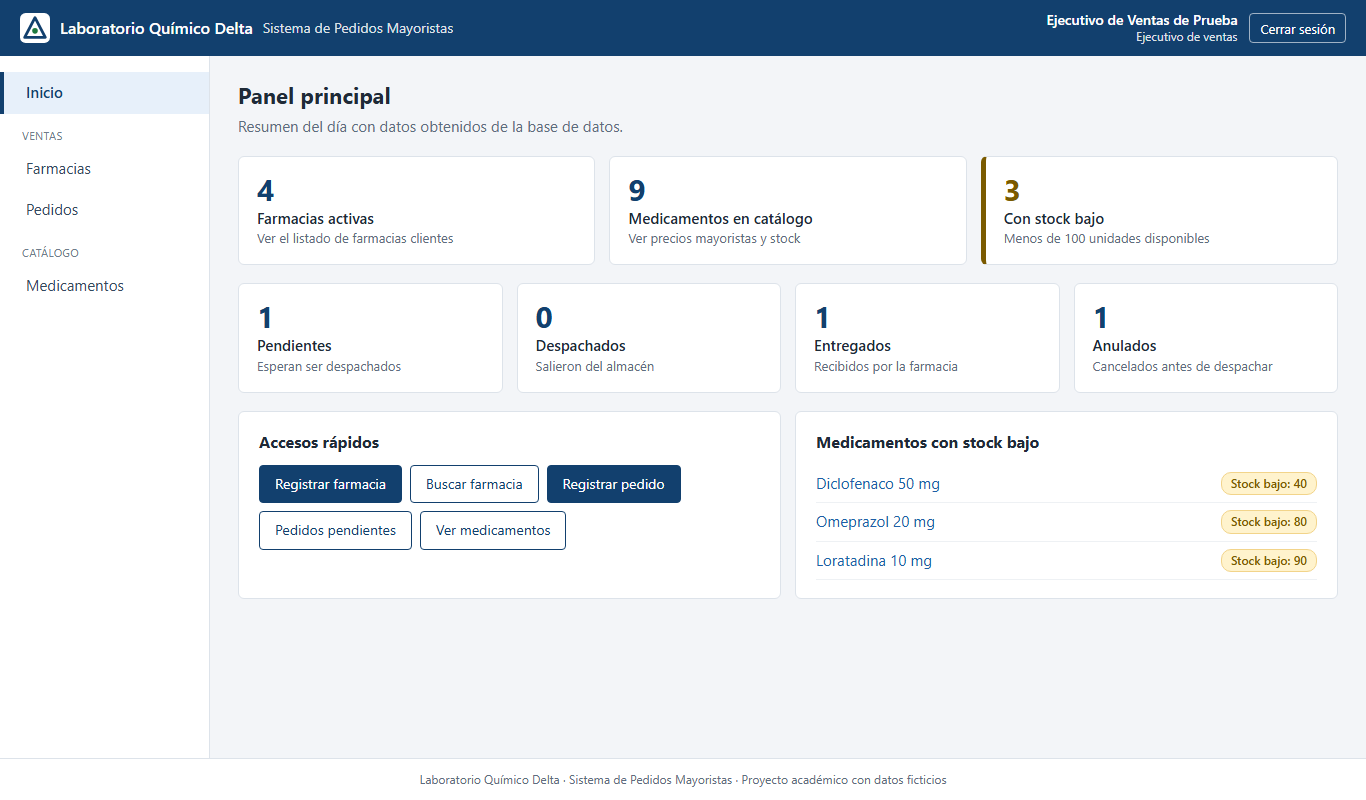 Laboratorio Químico Delta Sistema de Pedidos Mayoristas
Ejecutivo de Ventas de Prueba
Ejecutivo de ventas
Cerrar sesión
Inicio
VENTAS
Farmacias
Pedidos
CATÁLOGO
Medicamentos
Panel principal
Resumen del día con datos obtenidos de la base de datos.
4
Farmacias activas
Ver el listado de farmacias clientes
9
Medicamentos en catálogo
Ver precios mayoristas y stock
3
Con stock bajo
Menos de 100 unidades disponibles
1
Pendientes
Esperan ser despachados
0
Despachados
Salieron del almacén
1
Entregados
Recibidos por la farmacia
1
Anulados
Cancelados antes de despachar
Accesos rápidos
Registrar farmacia
Buscar farmacia
Registrar pedido
Pedidos pendientes
Ver medicamentos
Medicamentos con stock bajo
Diclofenaco 50 mg Stock bajo: 40
Omeprazol 20 mg Stock bajo: 80
Loratadina 10 mg Stock bajo: 90
Laboratorio Químico Delta · Sistema de Pedidos Mayoristas · Proyecto académico con datos ficticios